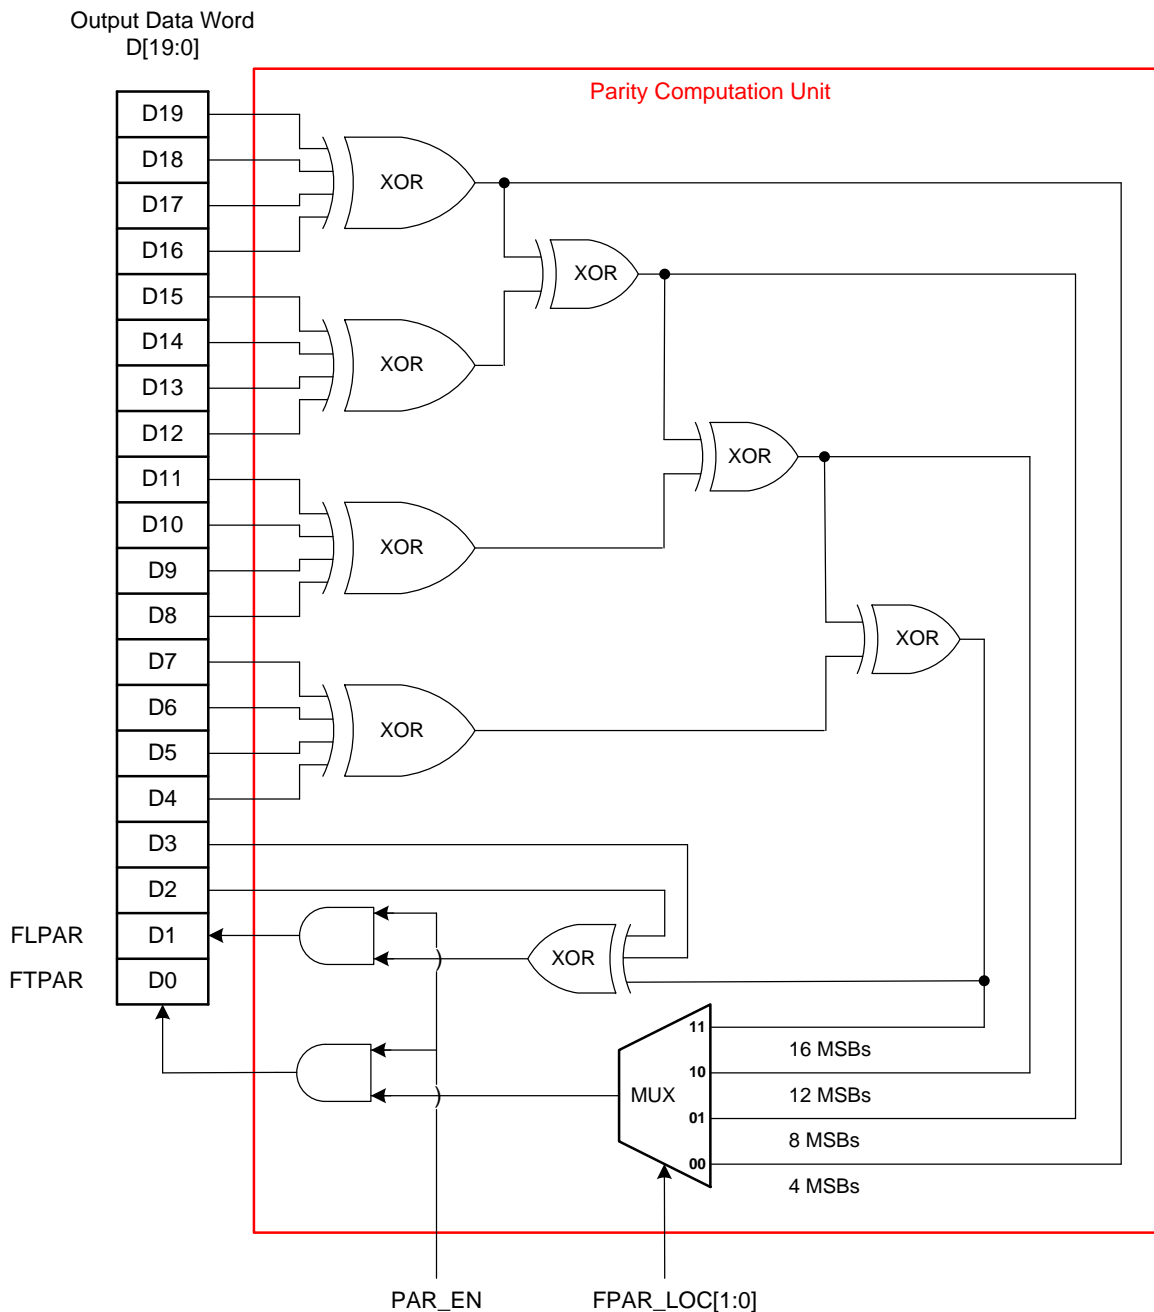 Output Data Word
D[19:0]
Parity Computation Unit
D19
D18
D17
D16
D15
D14
D13
D12
D11
D10
D9
D8
D7
D6
D5
D4
D3
D2
FLPAR D1
FTPAR D0
XOR
XOR
XOR
XOR
XOR
XOR
XOR
XOR
MUX
11
16 MSBs
10
12 MSBs
01
8 MSBs
00
4 MSBs
PAR_EN
FPAR_LOC[1:0]